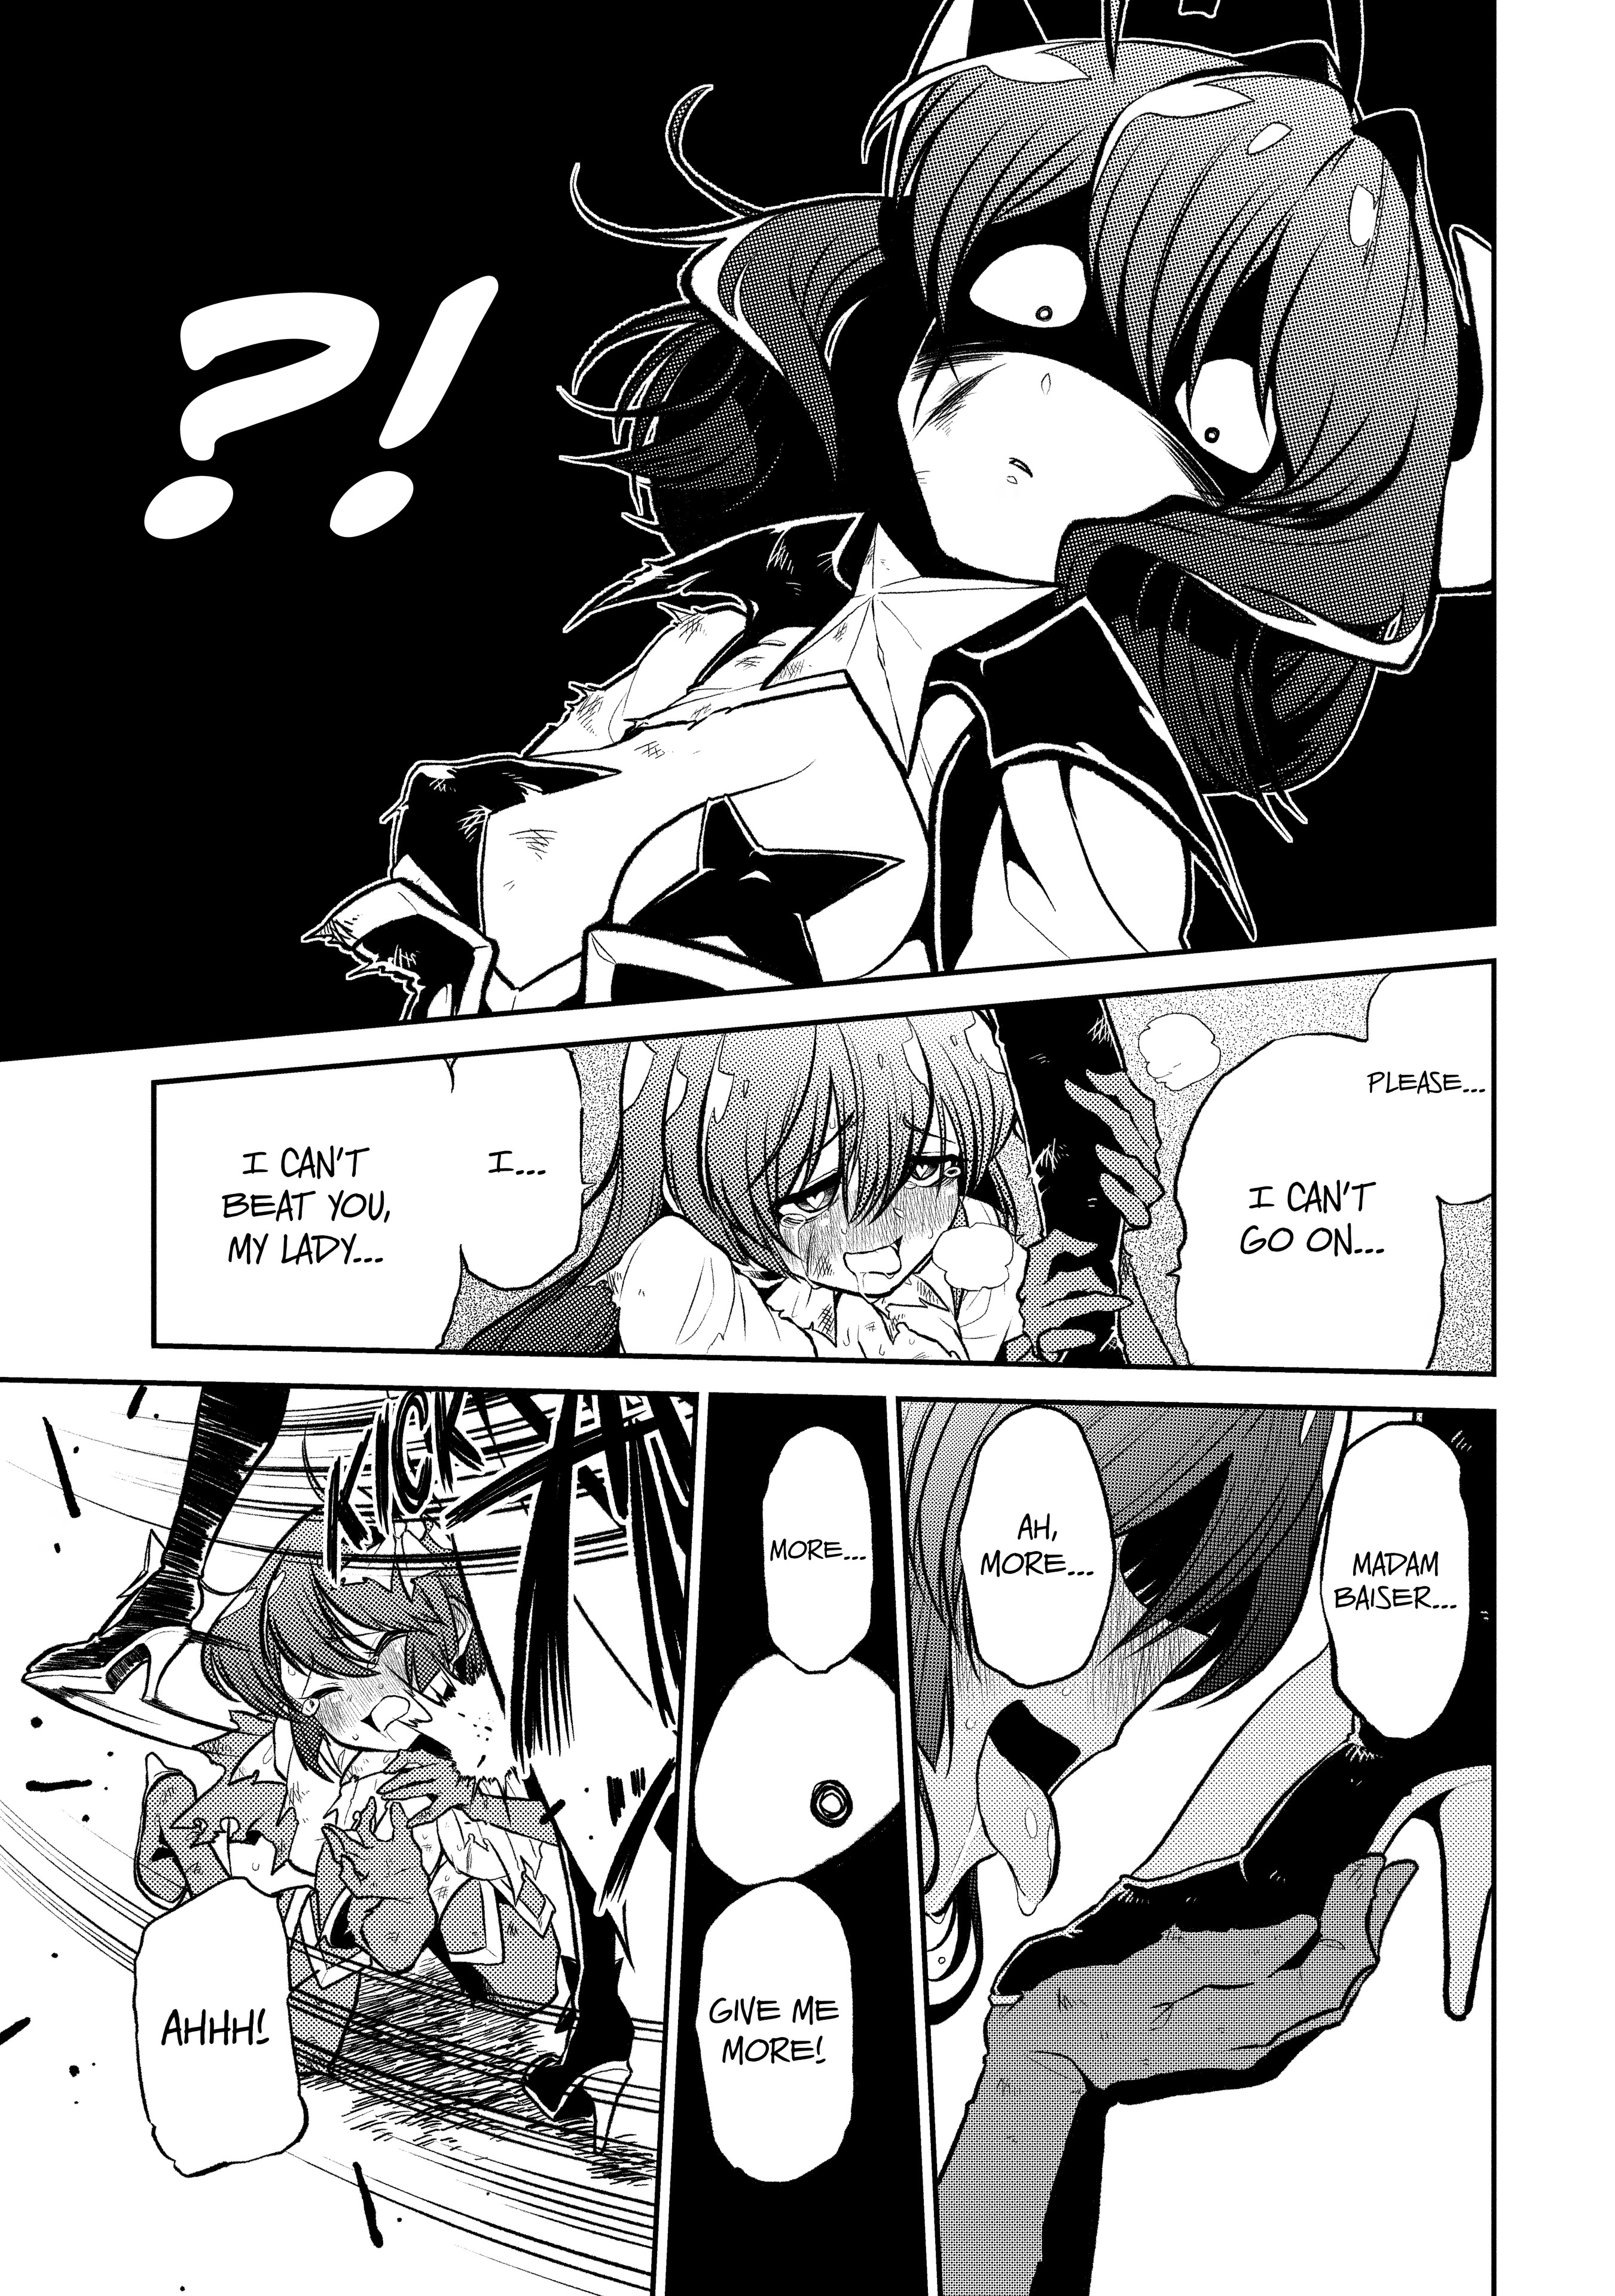 ?!
PLEASE...
I CAN'T
GO ON...
I...
I CAN'T
BEAT YOU,
MY LADY...
MADAM
BAISER...
AH,
MORE...
MORE...
GIVE ME
MORE!
KICK
AHHH!